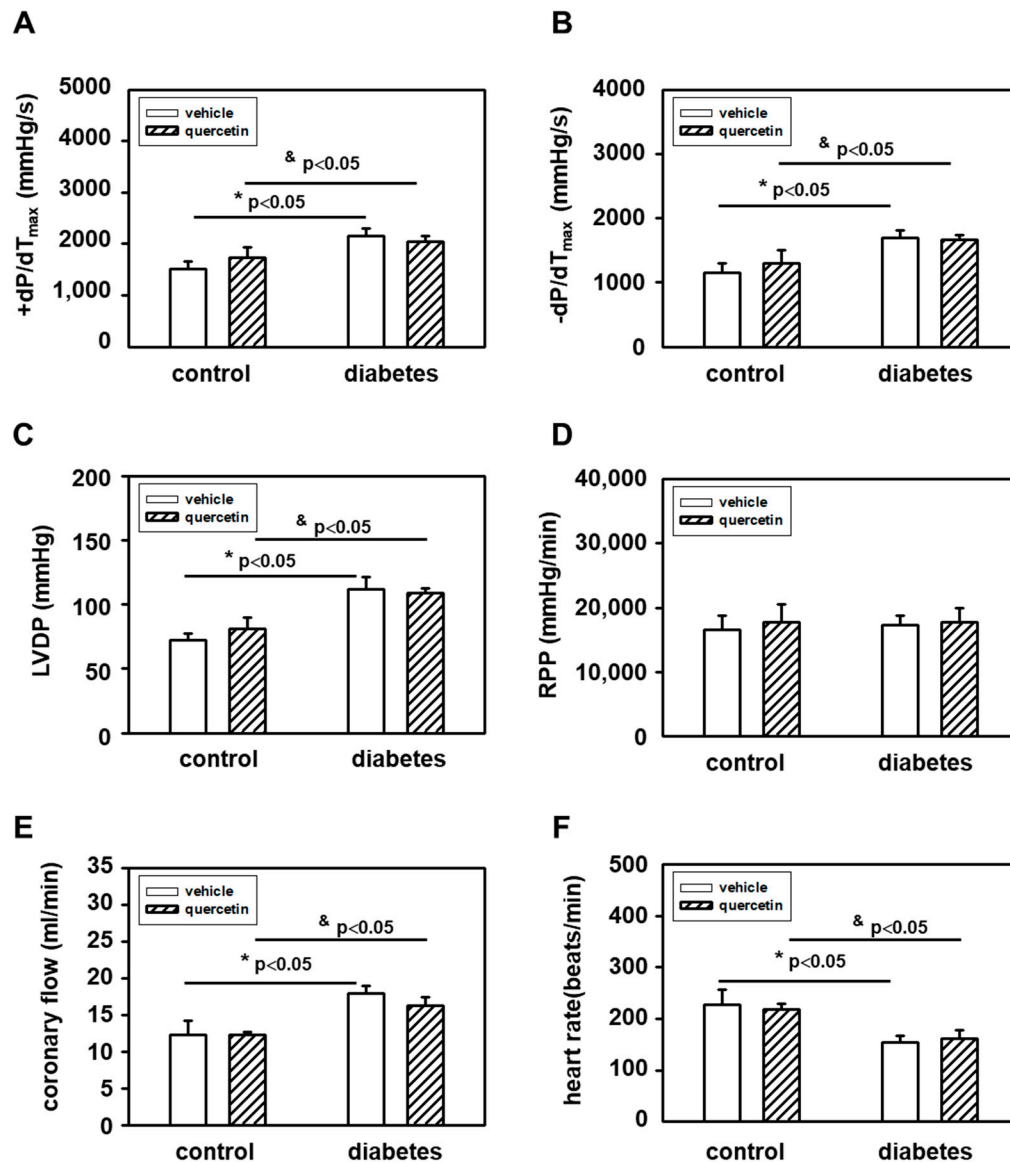 A
+dP/dTmax (mmHg/s)
5000
4000
3000
2000
1,000
0
vehicle
quercetin
& p<0.05
* p<0.05
control diabetes
B
-dP/dTmax (mmHg/s)
4000
3000
2000
1000
0
vehicle
quercetin
& p<0.05
* p<0.05
control diabetes
C
LVDP (mmHg)
200
150
100
50
0
vehicle
quercetin
& p<0.05
* p<0.05
control diabetes
D
RPP (mmHg/min)
40,000
30,000
20,000
10,000
0
vehicle
quercetin
control diabetes
E
coronary flow (ml/min)
35
30
25
20
15
10
5
0
vehicle
quercetin
& p<0.05
* p<0.05
control diabetes
F
heart rate(beats/min)
500
400
300
200
100
0
vehicle
quercetin
& p<0.05
* p<0.05
control diabetes